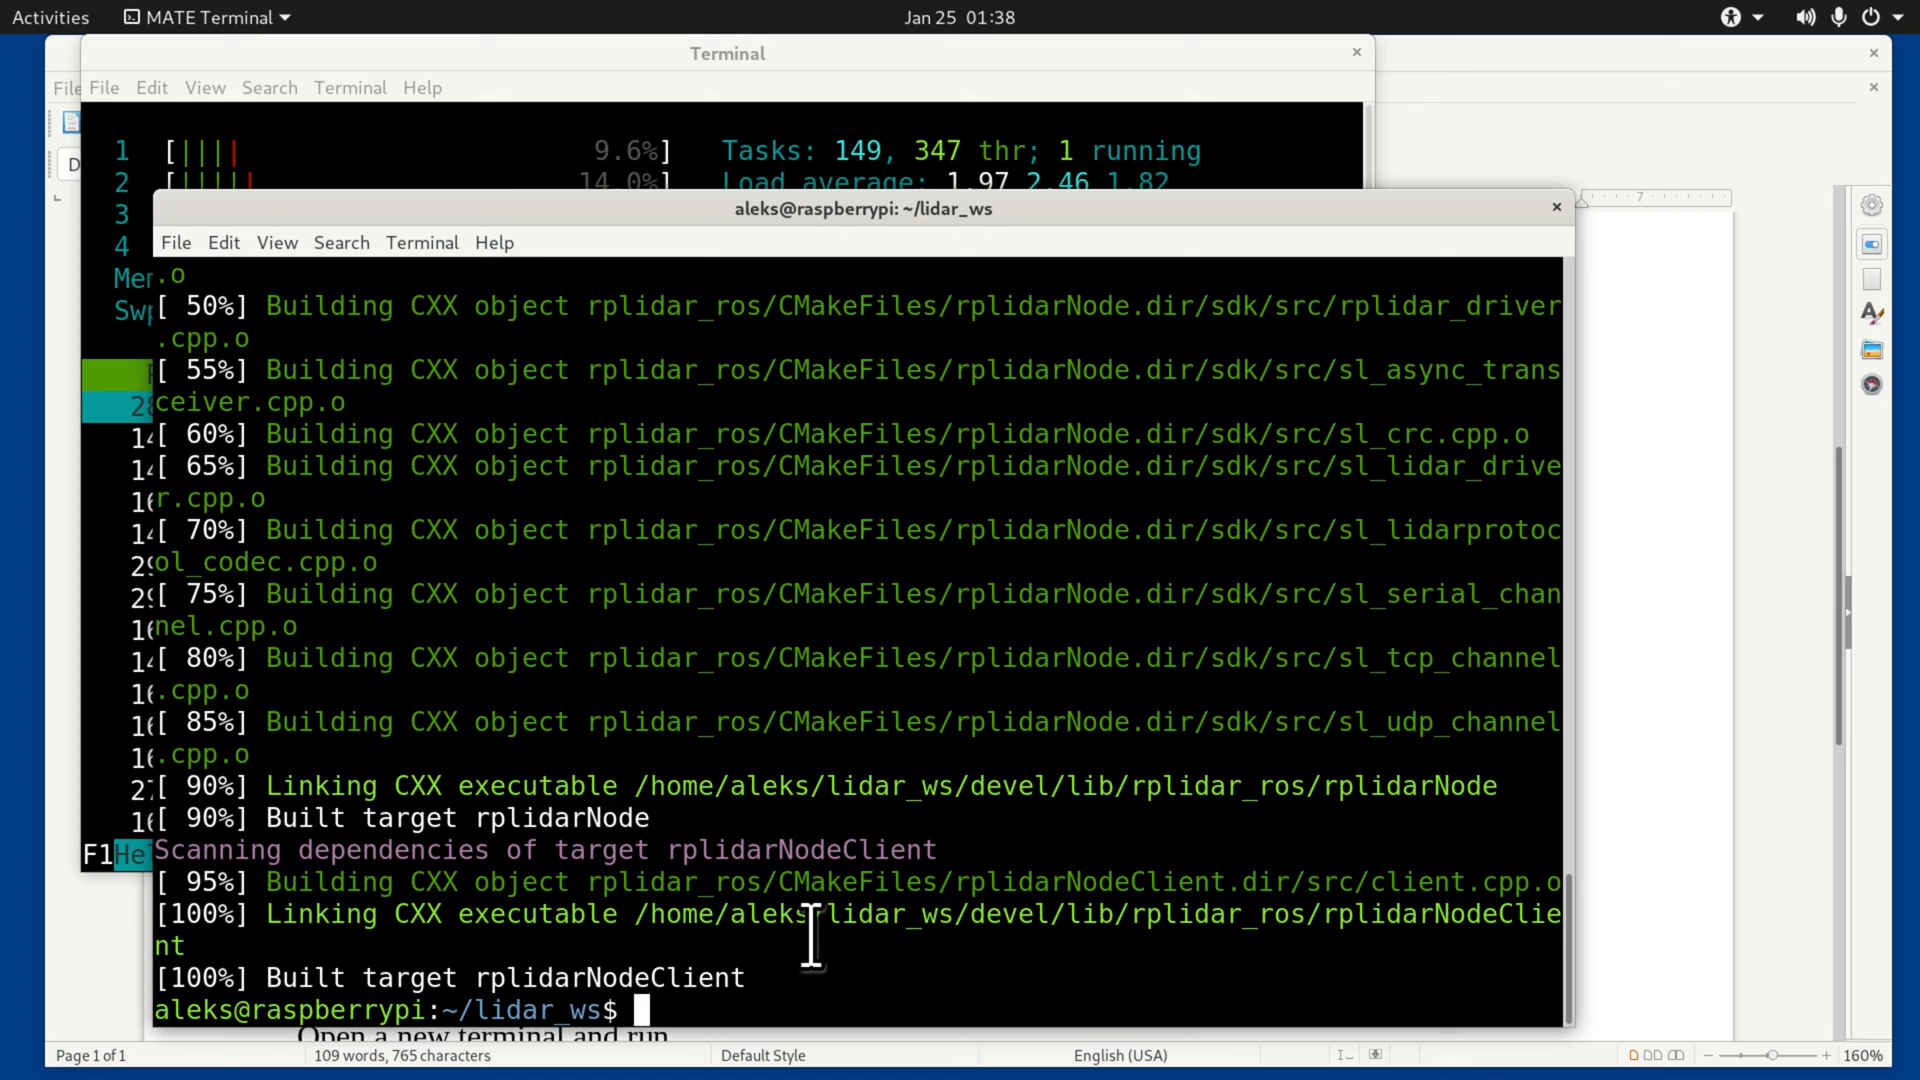 Activities MATE Terminal Jan 25 01:38
Terminal
File
File Edit View Search Terminal Help
1 [|||| 9.6%] Tasks: 149, 347 thr; 1 running
2 [||||| 14.0%] Load average: 1.97 2.46 1.82
3
4
aleks@raspberrypi: ~/lidar_ws
File Edit View Search Terminal Help
.o
[ 50%] Building CXX object rplidar_ros/CMakeFiles/rplidarNode.dir/sdk/src/rplidar_driver
.cpp.o
[ 55%] Building CXX object rplidar_ros/CMakeFiles/rplidarNode.dir/sdk/src/sl_async_trans
ceiver.cpp.o
[ 60%] Building CXX object rplidar_ros/CMakeFiles/rplidarNode.dir/sdk/src/sl_crc.cpp.o
[ 65%] Building CXX object rplidar_ros/CMakeFiles/rplidarNode.dir/sdk/src/sl_lidar_drive
r.cpp.o
[ 70%] Building CXX object rplidar_ros/CMakeFiles/rplidarNode.dir/sdk/src/sl_lidarprotoc
ol_codec.cpp.o
[ 75%] Building CXX object rplidar_ros/CMakeFiles/rplidarNode.dir/sdk/src/sl_serial_chan
nel.cpp.o
[ 80%] Building CXX object rplidar_ros/CMakeFiles/rplidarNode.dir/sdk/src/sl_tcp_channel
.cpp.o
[ 85%] Building CXX object rplidar_ros/CMakeFiles/rplidarNode.dir/sdk/src/sl_udp_channel
.cpp.o
[ 90%] Linking CXX executable /home/aleks/lidar_ws/devel/lib/rplidar_ros/rplidarNode
[ 90%] Built target rplidarNode
Scanning dependencies of target rplidarNodeClient
[ 95%] Building CXX object rplidar_ros/CMakeFiles/rplidarNodeClient.dir/src/client.cpp.o
[100%] Linking CXX executable /home/aleks/lidar_ws/devel/lib/rplidar_ros/rplidarNodeClie
nt
[100%] Built target rplidarNodeClient
aleks@raspberrypi:~/lidar_ws$
F1
7
Open a new terminal and run
Page 1 of 1 109 words, 765 characters Default Style English (USA) 160%